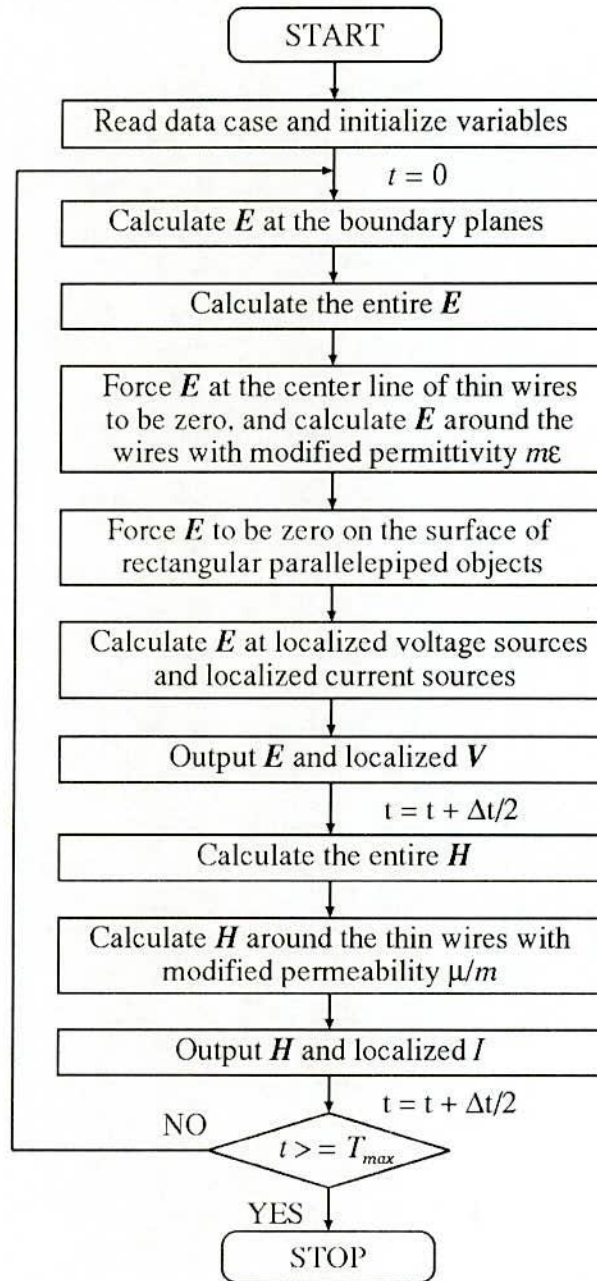 START
Read data case and initialize variables
t = 0
Calculate E at the boundary planes
Calculate the entire E
Force E at the center line of thin wires
to be zero, and calculate E around the
wires with modified permittivity mε
Force E to be zero on the surface of
rectangular parallelepiped objects
Calculate E at localized voltage sources
and localized current sources
Output E and localized V
t = t + Δt/2
Calculate the entire H
Calculate H around the thin wires with
modified permeability μ/m
Output H and localized I
t = t + Δt/2
NO
t > = Tmax
YES
STOP